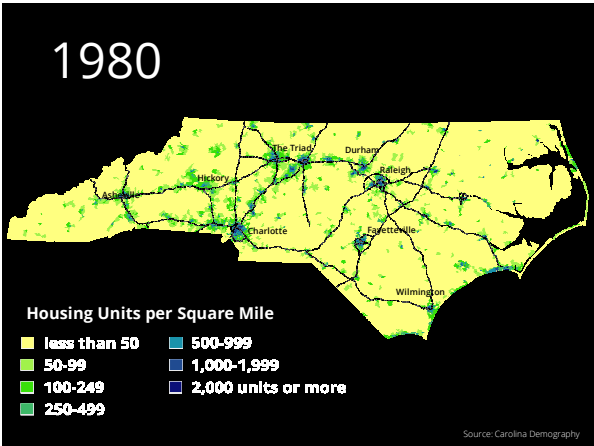 1980
The Triad
Durham
Raleigh
Hickory
Asheville
Charlotte
Fayetteville
Wilmington
Housing Units per Square Mile
less than 50
50-99
100-249
250-499
500-999
1,000-1,999
2,000 units or more
Source: Carolina Demography